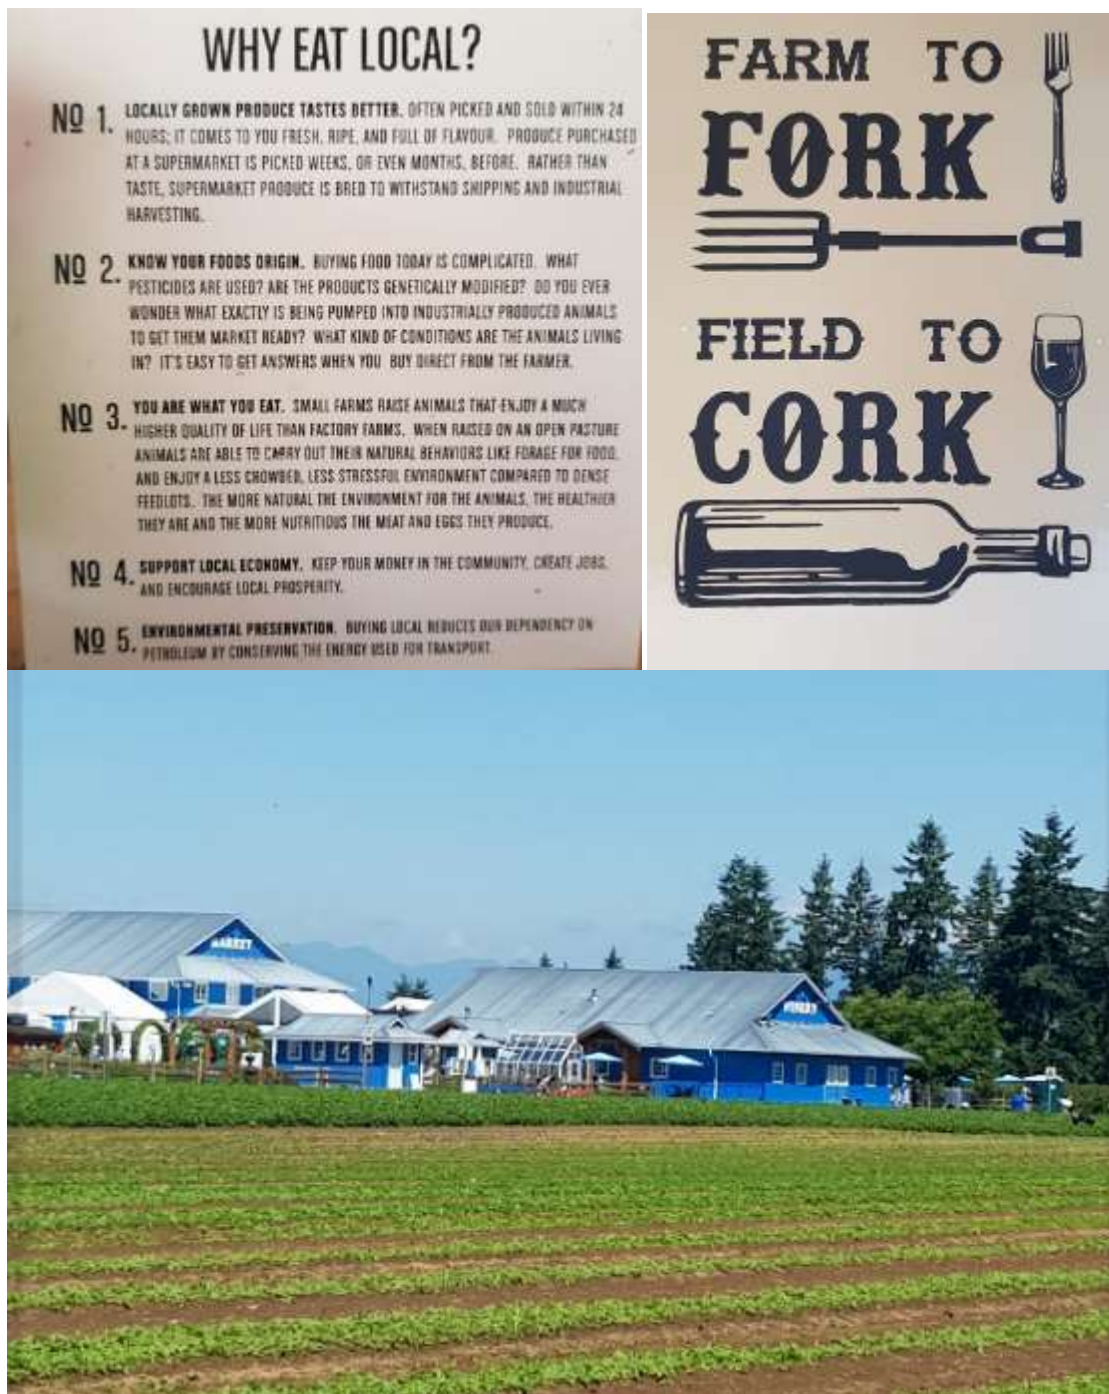 WHY EAT LOCAL?
No 1. LOCALLY GROWN PRODUCE TASTES BETTER. OFTEN PICKED AND SOLD WITHIN 24
HOURS; IT COMES TO YOU FRESH, RIPE, AND FULL OF FLAVOUR. PRODUCE PURCHASED
AT A SUPERMARKET IS PICKED WEEKS, OR EVEN MONTHS, BEFORE. RATHER THAN
TASTE, SUPERMARKET PRODUCE IS BRED TO WITHSTAND SHIPPING AND INDUSTRIAL
HARVESTING.
No 2. KNOW YOUR FOODS ORIGIN. BUYING FOOD TODAY IS COMPLICATED. WHAT
PESTICIDES ARE USED? ARE THE PRODUCTS GENETICALLY MODIFIED? DO YOU EVER
WONDER WHAT EXACTLY IS BEING PUMPED INTO INDUSTRIALLY PRODUCED ANIMALS
TO GET THEM MARKET READY? WHAT KIND OF CONDITIONS ARE THE ANIMALS LIVING
IN? IT'S EASY TO GET ANSWERS WHEN YOU BUY DIRECT FROM THE FARMER.
No 3. YOU ARE WHAT YOU EAT. SMALL FARMS RAISE ANIMALS THAT ENJOY A MUCH
HIGHER QUALITY OF LIFE THAN FACTORY FARMS. WHEN RAISED ON AN OPEN PASTURE
ANIMALS ARE ABLE TO CARRY OUT THEIR NATURAL BEHAVIORS LIKE FORAGE FOR FOOD,
AND ENJOY A LESS CROWDED, LESS STRESSFUL ENVIRONMENT COMPARED TO DENSE
FEEDLOTS. THE MORE NATURAL THE ENVIRONMENT FOR THE ANIMALS, THE HEALTHIER
THEY ARE AND THE MORE NUTRITIOUS THE MEAT AND EGGS THEY PRODUCE.
No 4. SUPPORT LOCAL ECONOMY. KEEP YOUR MONEY IN THE COMMUNITY, CREATE JOBS,
AND ENCOURAGE LOCAL PROSPERITY.
No 5. ENVIRONMENTAL PRESERVATION. BUYING LOCAL REDUCES OUR DEPENDENCY ON
PETROLEUM BY CONSERVING THE ENERGY USED FOR TRANSPORT.
FARM TO
FORK
FIELD TO
CORK
MARKET
WINERY